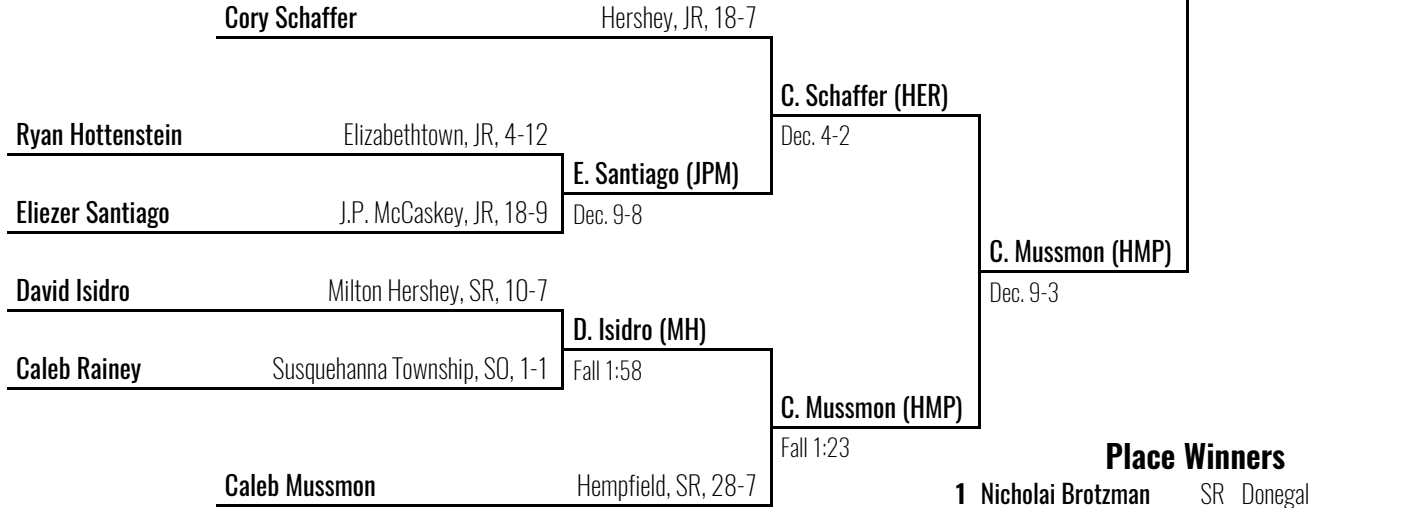 Cory Schaffer Hershey, JR, 18-7
C. Schaffer (HER)
Ryan Hottenstein Elizabethtown, JR, 4-12 Dec. 4-2
E. Santiago (JPM)
Eliezer Santiago J.P. McCaskey, JR, 18-9 Dec. 9-8
C. Mussmon (HMP)
David Isidro Milton Hershey, SR, 10-7 Dec. 9-3
D. Isidro (MH)
Caleb Rainey Susquehanna Township, SO, 1-1 Fall 1:58
C. Mussmon (HMP)
Fall 1:23 Place Winners
Caleb Mussmon Hempfield, SR, 28-7 1 Nicholai Brotzman SR Donegal